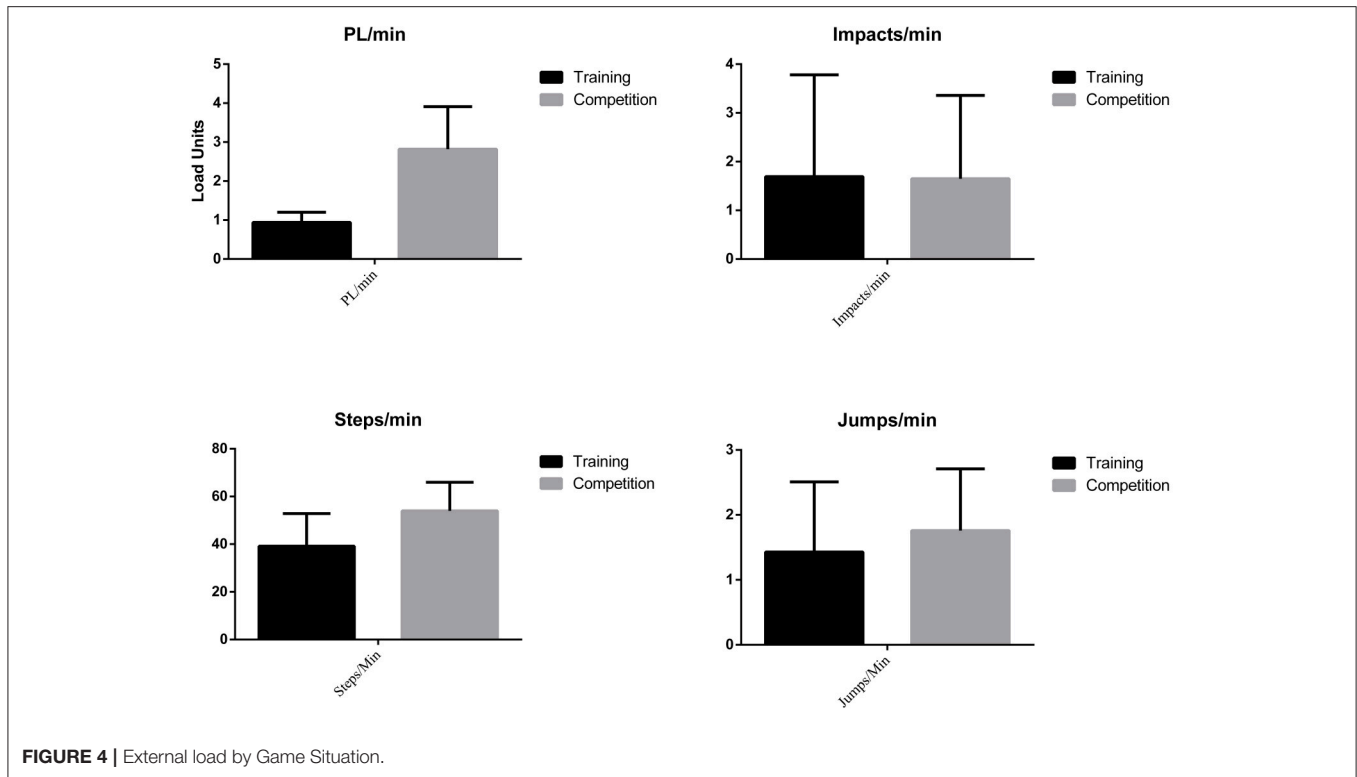 PL/min
5
4
3
2
1
0
Load Units
PL/min
Training
Competition
Impacts/min
4
3
2
1
0
Impacts/min
Training
Competition
Steps/min
80
60
40
20
0
Steps/Min
Training
Competition
Jumps/min
3
2
1
0
Jumps/Min
Training
Competition
FIGURE 4 | External load by Game Situation.